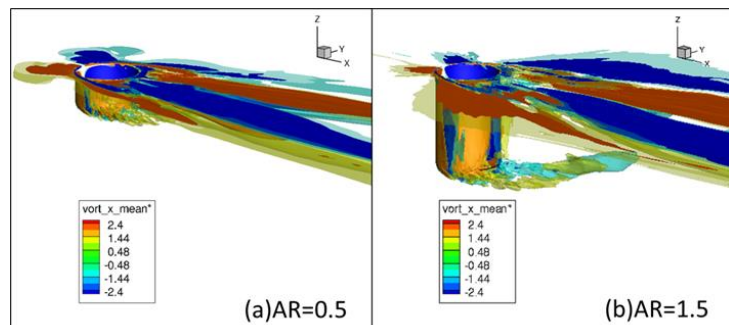 Z
Y
X
vort_x_mean*
2.4
1.44
0.48
-0.48
-1.44
-2.4
(a)AR=0.5
Z
Y
X
vort_x_mean*
2.4
1.44
0.48
-0.48
-1.44
-2.4
(b)AR=1.5